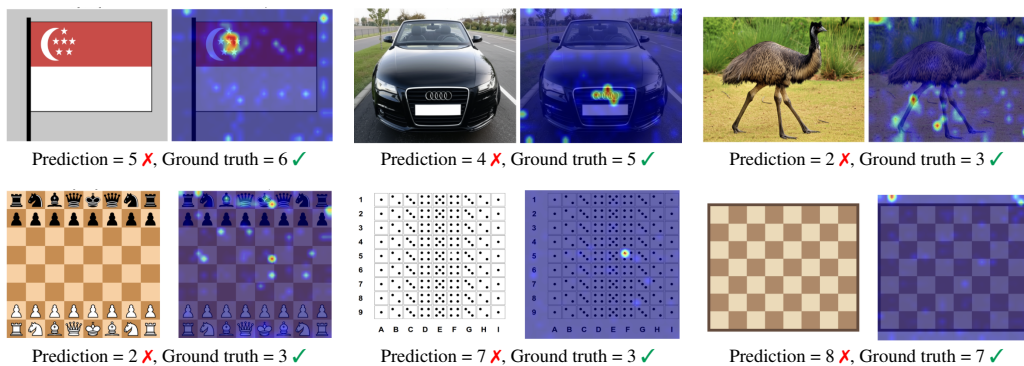 Prediction = 5 ✗, Ground truth = 6 ✓
Prediction = 4 ✗, Ground truth = 5 ✓
Prediction = 2 ✗, Ground truth = 3 ✓
1
2
3
4
5
6
7
8
9
A B C D E F G H I
1
2
3
4
5
6
7
8
9
A B C D E F G H I
Prediction = 2 ✗, Ground truth = 3 ✓
Prediction = 7 ✗, Ground truth = 3 ✓
Prediction = 8 ✗, Ground truth = 7 ✓